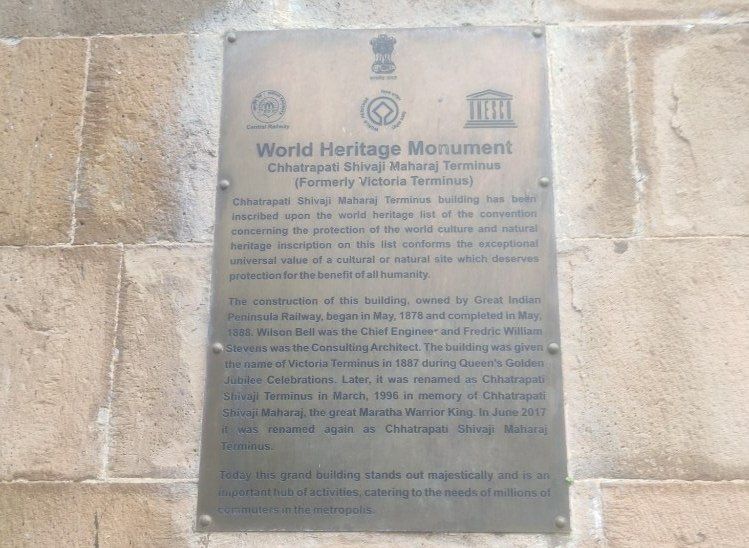 Central Railway
UNESCO
World Heritage Monument
Chhatrapati Shivaji Maharaj Terminus
(Formerly Victoria Terminus)
Chhatrapati Shivaji Maharaj Terminus building has been
inscribed upon the world heritage list of the convention
concerning the protection of the world culture and natural
heritage inscription on this list conforms the exceptional
universal value of a cultural or natural site which deserves
protection for the benefit of all humanity.
The construction of this building, owned by Great Indian
Peninsula Railway, began in May, 1878 and completed in May,
1888. Wilson Bell was the Chief Engineer and Fredric William
Stevens was the Consulting Architect. The building was given
the name of Victoria Terminus in 1887 during Queen's Golden
Jubilee Celebrations. Later, it was renamed as Chhatrapati
Shivaji Terminus in March, 1996 in memory of Chhatrapati
Shivaji Maharaj, the great Maratha Warrior King. In June 2017
it was renamed again as Chhatrapati Shivaji Maharaj
Terminus.
Today this grand building stands out majestically and is an
important hub of activities, catering to the needs of millions of
commuters in the metropolis.